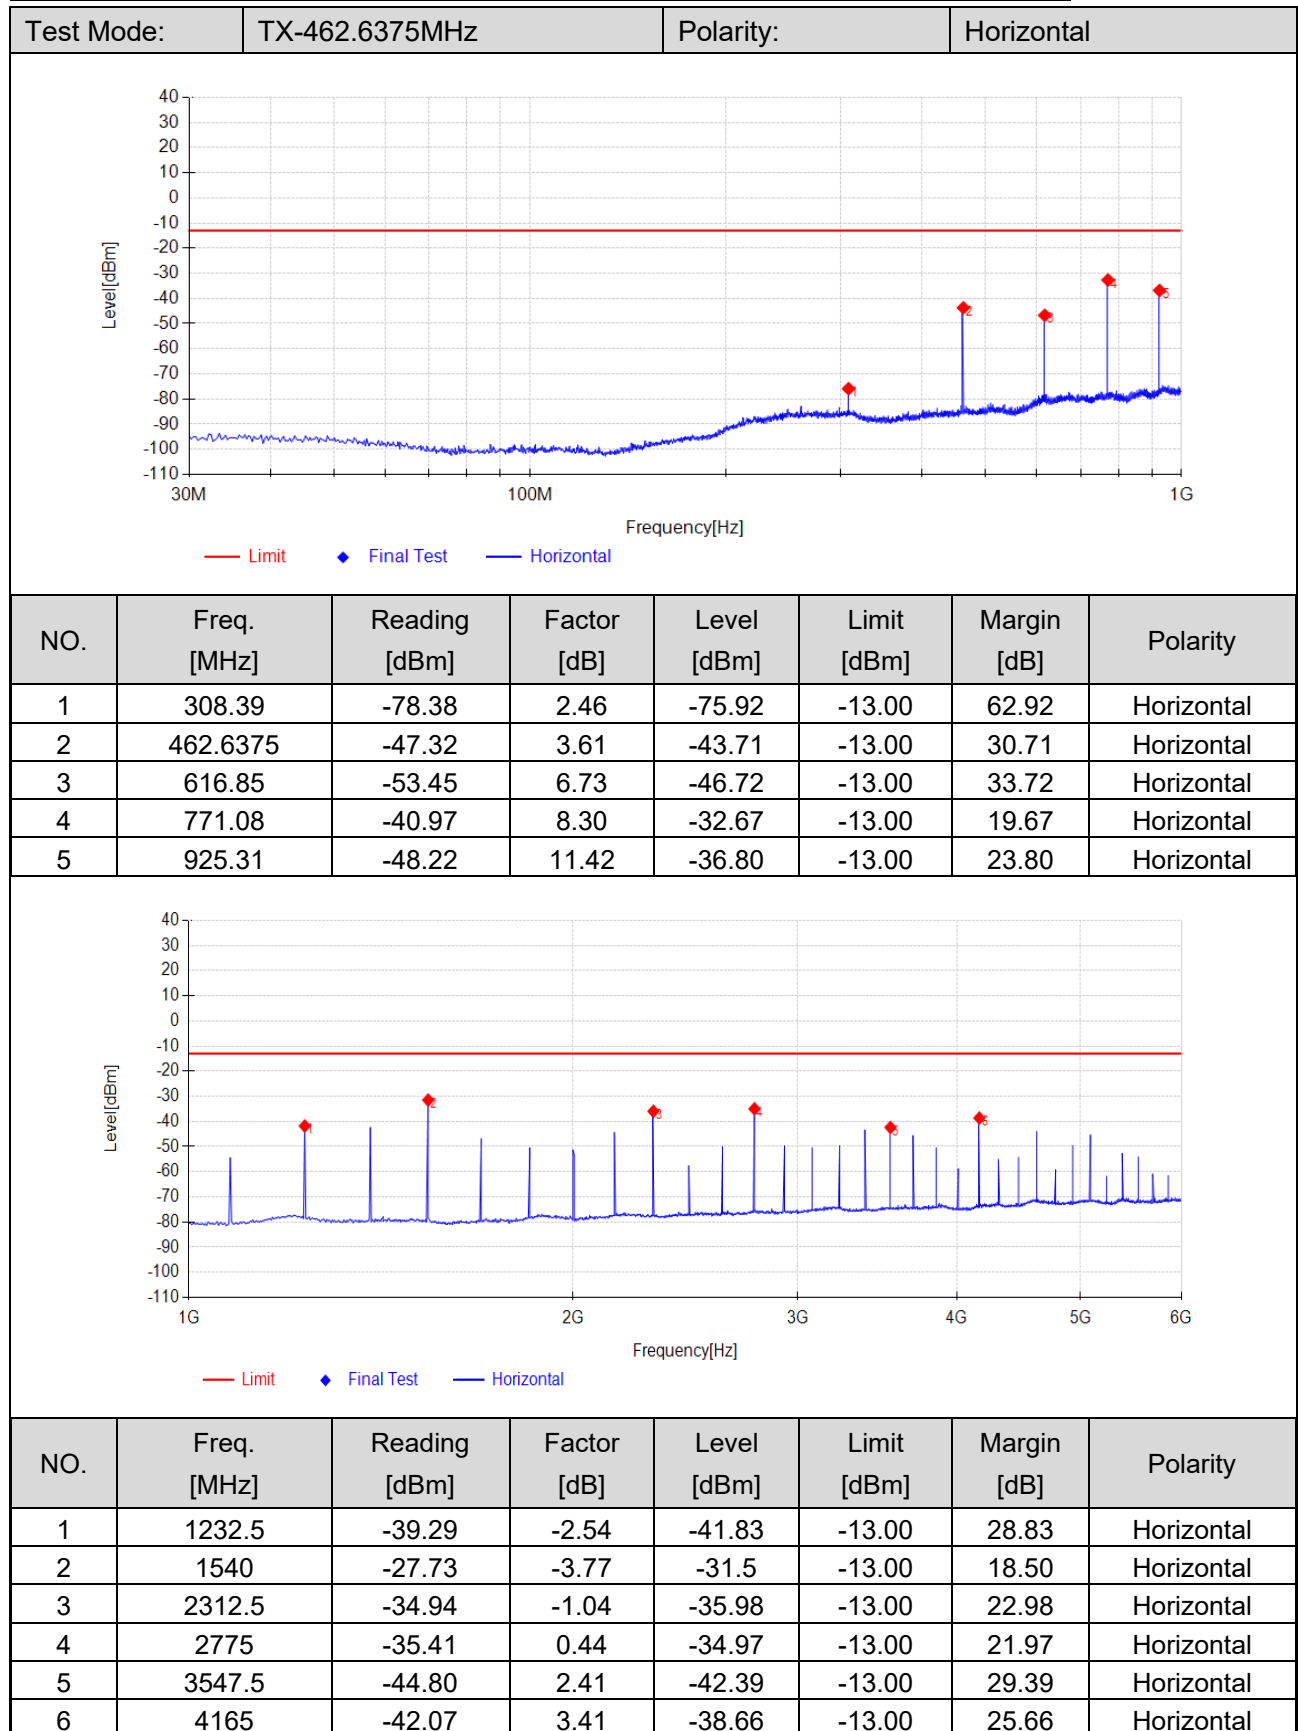 Test Mode: TX-462.6375MHz Polarity: Horizontal
40
30
20
10
0
-10
-20
-30
-40
-50
-60
-70
-80
-90
-100
-110
Level[dBm]
1
2
3
4
5
30M 100M 1G
Frequency[Hz]
Limit Final Test Horizontal
NO. Freq. [MHz] Reading [dBm] Factor [dB] Level [dBm] Limit [dBm] Margin [dB] Polarity
1 308.39 -78.38 2.46 -75.92 -13.00 62.92 Horizontal
2 462.6375 -47.32 3.61 -43.71 -13.00 30.71 Horizontal
3 616.85 -53.45 6.73 -46.72 -13.00 33.72 Horizontal
4 771.08 -40.97 8.30 -32.67 -13.00 19.67 Horizontal
5 925.31 -48.22 11.42 -36.80 -13.00 23.80 Horizontal
40
30
20
10
0
-10
-20
-30
-40
-50
-60
-70
-80
-90
-100
-110
Level[dBm]
1
2
3
4
5
6
1G 2G 3G 4G 5G 6G
Frequency[Hz]
Limit Final Test Horizontal
NO. Freq. [MHz] Reading [dBm] Factor [dB] Level [dBm] Limit [dBm] Margin [dB] Polarity
1 1232.5 -39.29 -2.54 -41.83 -13.00 28.83 Horizontal
2 1540 -27.73 -3.77 -31.5 -13.00 18.50 Horizontal
3 2312.5 -34.94 -1.04 -35.98 -13.00 22.98 Horizontal
4 2775 -35.41 0.44 -34.97 -13.00 21.97 Horizontal
5 3547.5 -44.80 2.41 -42.39 -13.00 29.39 Horizontal
6 4165 -42.07 3.41 -38.66 -13.00 25.66 Horizontal